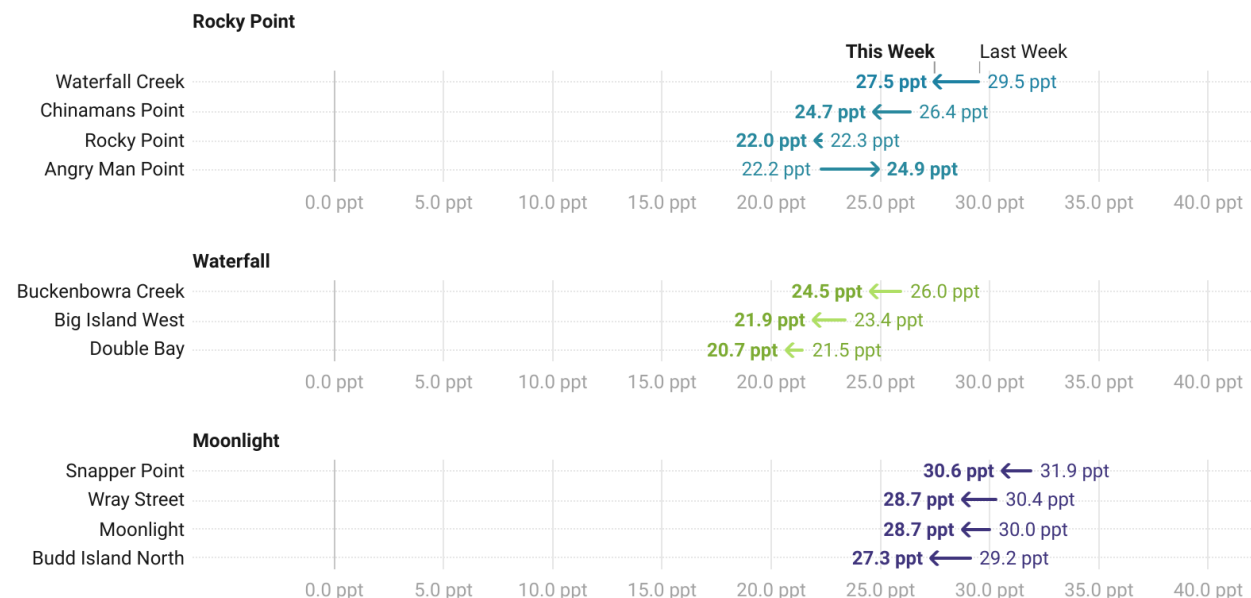 Rocky Point
This Week Last Week
Waterfall Creek 27.5 ppt 29.5 ppt
Chinamans Point 24.7 ppt 26.4 ppt
Rocky Point 22.0 ppt 22.3 ppt
Angry Man Point 22.2 ppt 24.9 ppt
0.0 ppt 5.0 ppt 10.0 ppt 15.0 ppt 20.0 ppt 25.0 ppt 30.0 ppt 35.0 ppt 40.0 ppt
Waterfall
Buckenbowra Creek 24.5 ppt 26.0 ppt
Big Island West 21.9 ppt 23.4 ppt
Double Bay 20.7 ppt 21.5 ppt
0.0 ppt 5.0 ppt 10.0 ppt 15.0 ppt 20.0 ppt 25.0 ppt 30.0 ppt 35.0 ppt 40.0 ppt
Moonlight
Snapper Point 30.6 ppt 31.9 ppt
Wray Street 28.7 ppt 30.4 ppt
Moonlight 28.7 ppt 30.0 ppt
Budd Island North 27.3 ppt 29.2 ppt
0.0 ppt 5.0 ppt 10.0 ppt 15.0 ppt 20.0 ppt 25.0 ppt 30.0 ppt 35.0 ppt 40.0 ppt